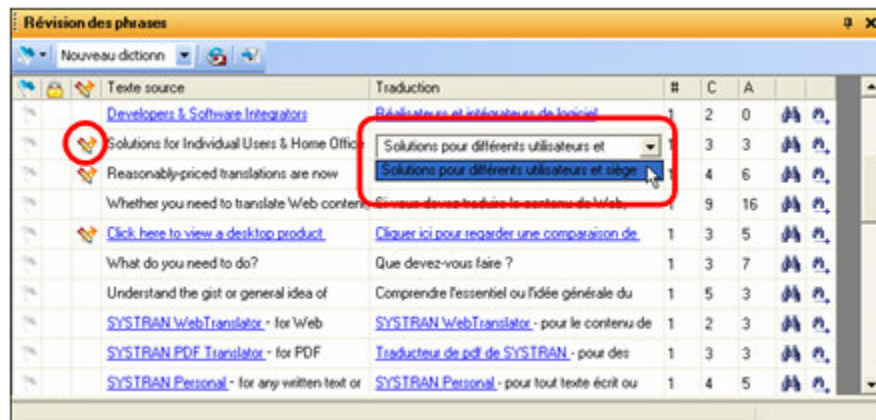 Révision des phrases
Nouveau dictionn
Texte source Traduction # C A
Developers & Software Integrators Réalisateurs et intégrateurs de logiciel 1 2 0
Solutions for Individual Users & Home Office Solutions pour différents utilisateurs et 1 3 3
Solutions pour différents utilisateurs et siège
Reasonably-priced translations are now 1 4 6
Whether you need to translate Web content, Si vous devez traduire le contenu de Web, 1 9 16
Click here to view a desktop product Cliquer ici pour regarder une comparaison de 1 3 5
What do you need to do? Que devez-vous faire ? 1 3 7
Understand the gist or general idea of Comprendre l'essentiel ou l'idée générale du 1 5 3
SYSTRAN WebTranslator - for Web SYSTRAN WebTranslator - pour le contenu de 1 2 3
SYSTRAN PDF Translator - for PDF Traducteur de pdf de SYSTRAN - pour des 1 3 3
SYSTRAN Personal - for any written text or SYSTRAN Personal - pour tout texte écrit ou 1 4 5